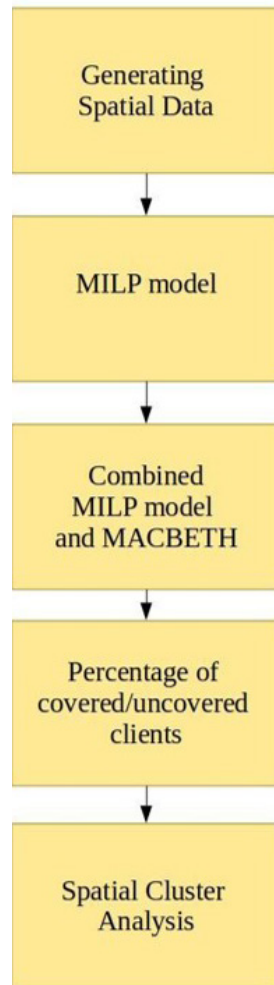 Generating
Spatial Data
MILP model
Combined
MILP model
and MACBETH
Percentage of
covered/uncovered
clients
Spatial Cluster
Analysis